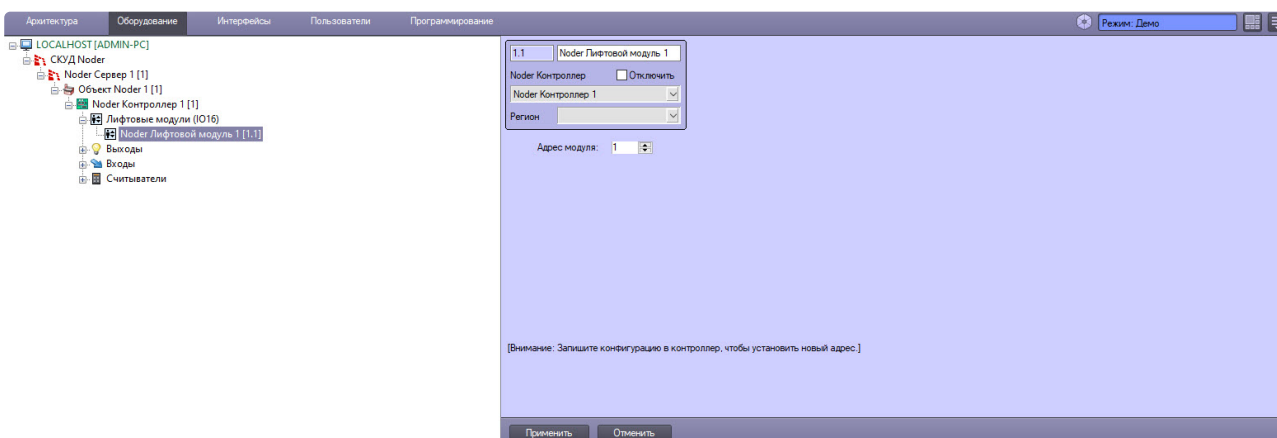 Архитектура Оборудование Интерфейсы Пользователи Программирование Режим: Демо
LOCALHOST [ADMIN-PC]
СКУД Noder
Noder Сервер 1 [1]
Объект Noder 1 [1]
Noder Контроллер 1 [1]
Лифтовые модули (IO16)
Noder Лифтовой модуль 1 [1.1]
Выходы
Входы
Считыватели
1.1 Noder Лифтовой модуль 1
Noder Контроллер Отключить
Noder Контроллер 1
Регион
Адрес модуля: 1
[Внимание: Запишите конфигурацию в контроллер, чтобы установить новый адрес.]
Применить Отменить